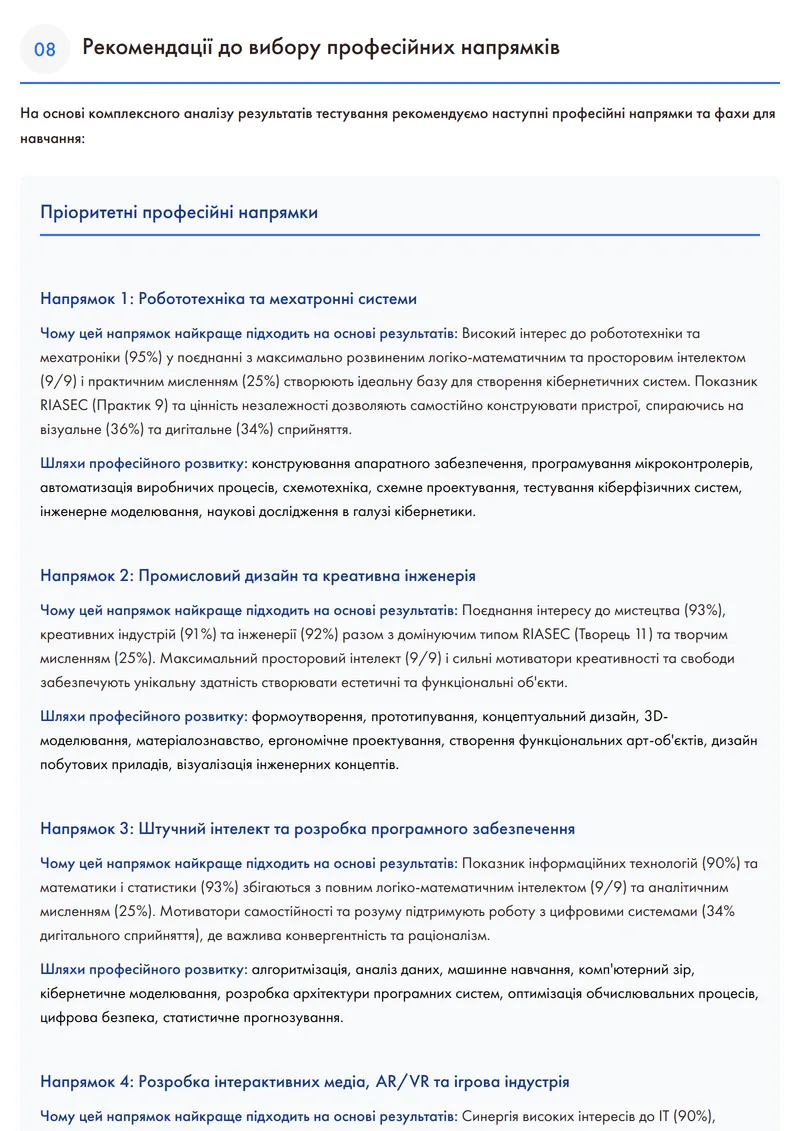 08
Рекомендації до вибору професійних напрямків
На основі комплексного аналізу результатів тестування рекомендуємо наступні професійні напрямки та фахи для
навчання:
Пріоритетні професійні напрямки
Напрямок 1: Робототехніка та мехатронні системи
Чому цей напрямок найкраще підходить на основі результатів: Високий інтерес до робототехніки та
мехатроніки (95%) у поєднанні з максимально розвиненим логіко-математичним та просторовим інтелектом
(9/9) і практичним мисленням (25%) створюють ідеальну базу для створення кібернетичних систем. Показник
RIASEC (Практик 9) та цінність незалежності дозволяють самостійно конструювати пристрої, спираючись на
візуальне (36%) та дигітальне (34%) сприйняття.
Шляхи професійного розвитку: конструювання апаратного забезпечення, програмування мікроконтролерів,
автоматизація виробничих процесів, схемотехніка, схемне проектування, тестування кіберфізичних систем,
інженерне моделювання, наукові дослідження в галузі кібернетики.
Напрямок 2: Промисловий дизайн та креативна інженерія
Чому цей напрямок найкраще підходить на основі результатів: Поєднання інтересу до мистецтва (93%),
креативних індустрій (91%) та інженерії (92%) разом з домінуючим типом RIASEC (Творець 11) та творчим
мисленням (25%). Максимальний просторовий інтелект (9/9) і сильні мотиватори креативності та свободи
забезпечують унікальну здатність створювати естетичні та функціональні об'єкти.
Шляхи професійного розвитку: формоутворення, прототипування, концептуальний дизайн, 3D-
моделювання, матеріалознавство, ергономічне проектування, створення функціональних арт-об'єктів, дизайн
побутових приладів, візуалізація інженерних концептів.
Напрямок 3: Штучний інтелект та розробка програмного забезпечення
Чому цей напрямок найкраще підходить на основі результатів: Показник інформаційних технологій (90%) та
математики і статистики (93%) збігаються з повним логіко-математичним інтелектом (9/9) та аналітичним
мисленням (25%). Мотиватори самостійності та розуму підтримують роботу з цифровими системами (34%
дигітального сприйняття), де важлива конвергентність та раціоналізм.
Шляхи професійного розвитку: алгоритмізація, аналіз даних, машинне навчання, комп'ютерний зір,
кібернетичне моделювання, розробка архітектури програмних систем, оптимізація обчислювальних процесів,
цифрова безпека, статистичне прогнозування.
Напрямок 4: Розробка інтерактивних медіа, AR/VR та ігрова індустрія
Чому цей напрямок найкраще підходить на основі результатів: Синергія високих інтересів до ІТ (90%),